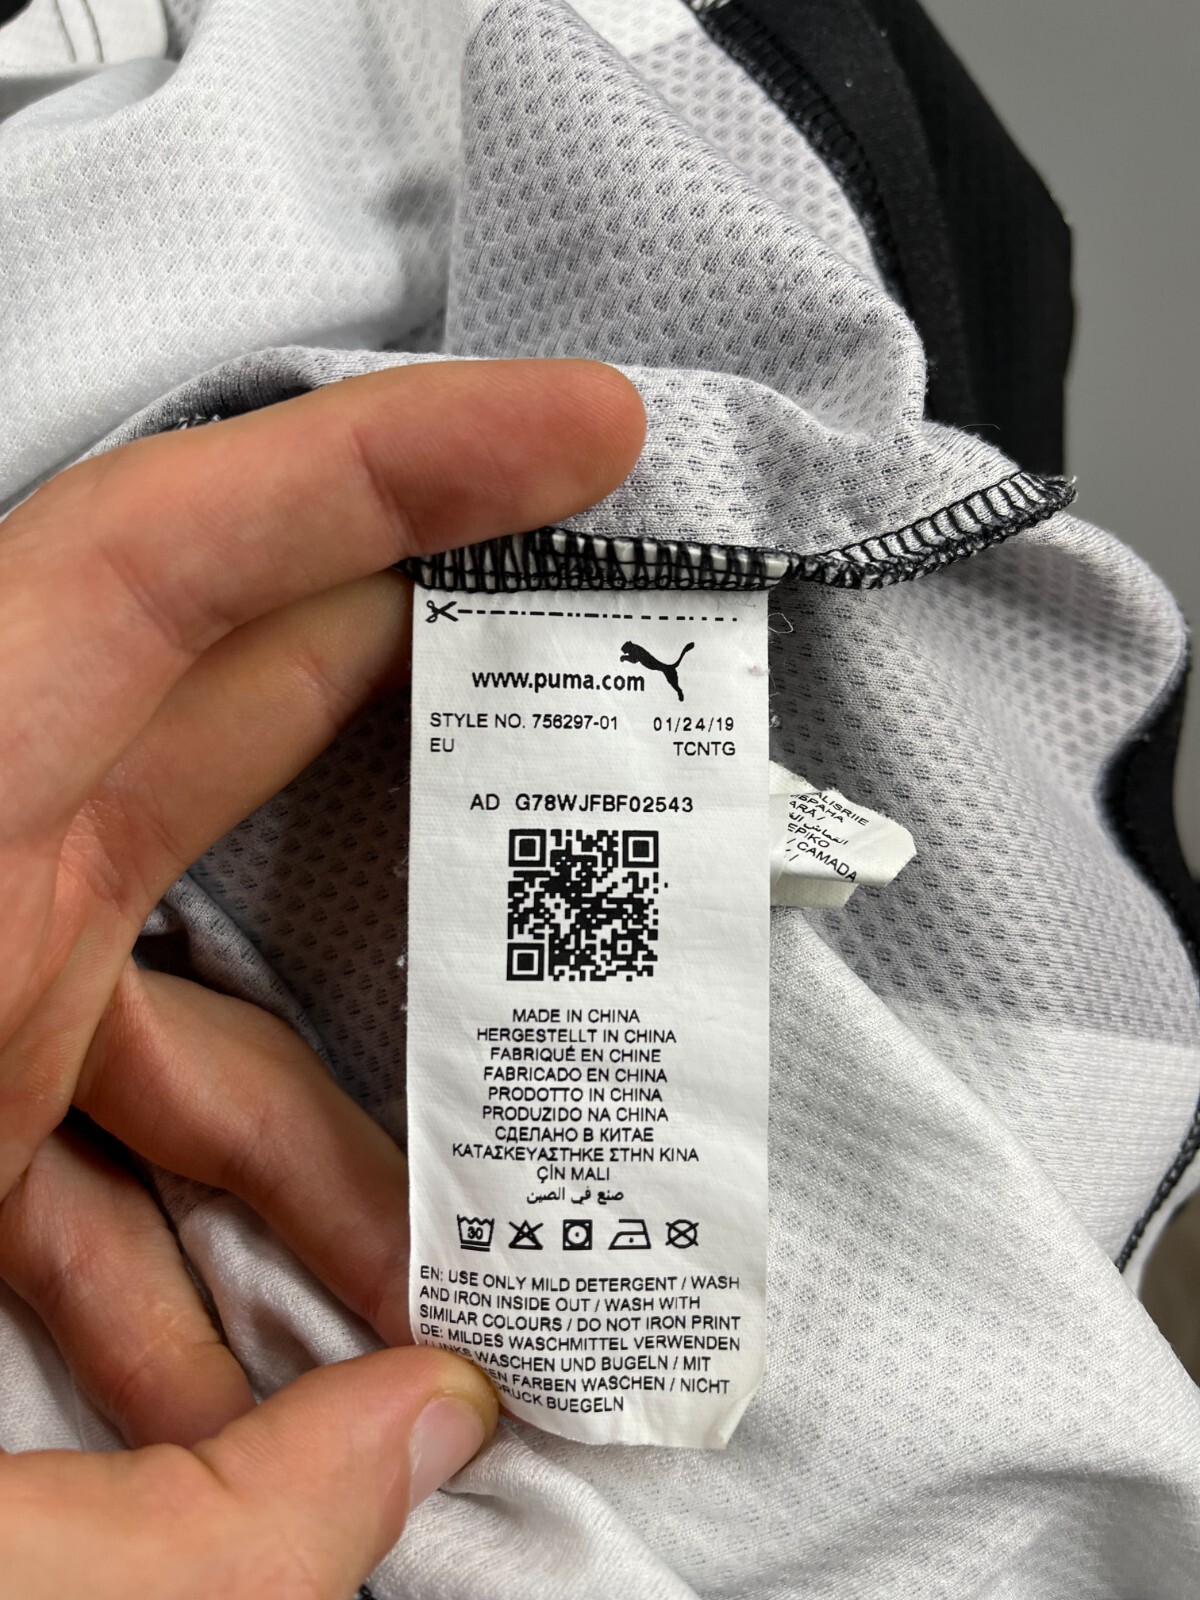 www.puma.com
STYLE NO. 756297-01 01/24/19
EU TCNTG
AD G78WJFBF02543
MADE IN CHINA
HERGESTELLT IN CHINA
FABRIQUÉ EN CHINE
FABRICADO EN CHINA
PRODOTTO IN CHINA
PRODUZIDO NA CHINA
СДЕЛАНО В КИТАЕ
ΚΑΤΑΣΚΕΥΑΣΤΗΚΕ ΣΤΗΝ ΚΙΝΑ
ÇİN MALI
صنع في الصين
30
EN: USE ONLY MILD DETERGENT / WASH
AND IRON INSIDE OUT / WASH WITH
SIMILAR COLOURS / DO NOT IRON PRINT
DE: MILDES WASCHMITTEL VERWENDEN
WASCHEN UND BUGELN / MIT
FARBEN WASCHEN / NICHT
BUEGELN
/ CAMADA